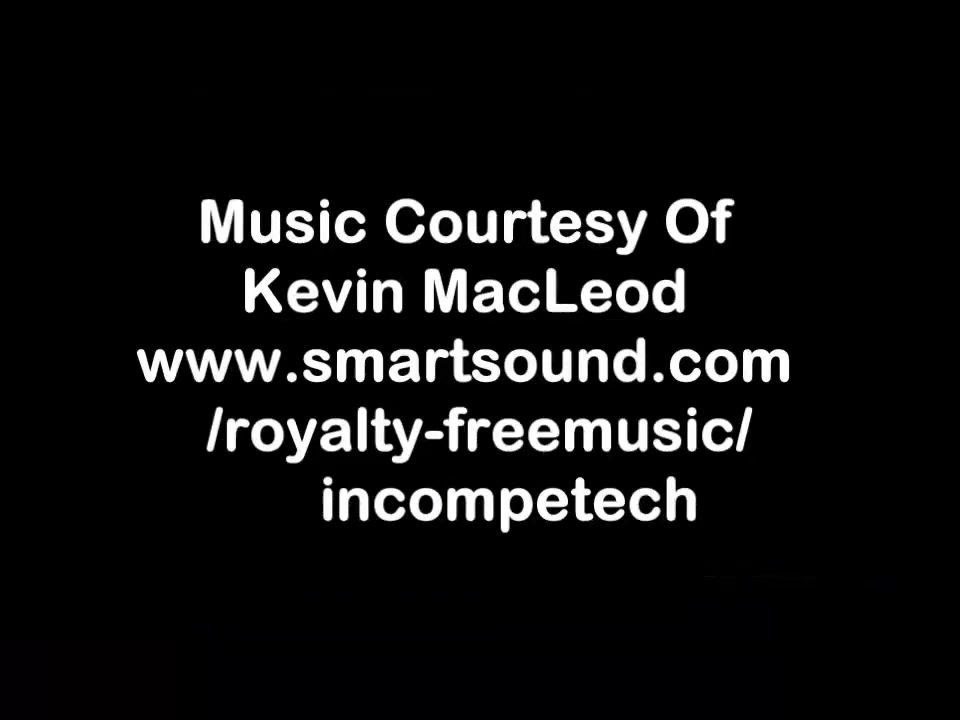 Music Courtesy Of
Kevin MacLeod
www.smartsound.com
/royalty-freemusic/
incompetech